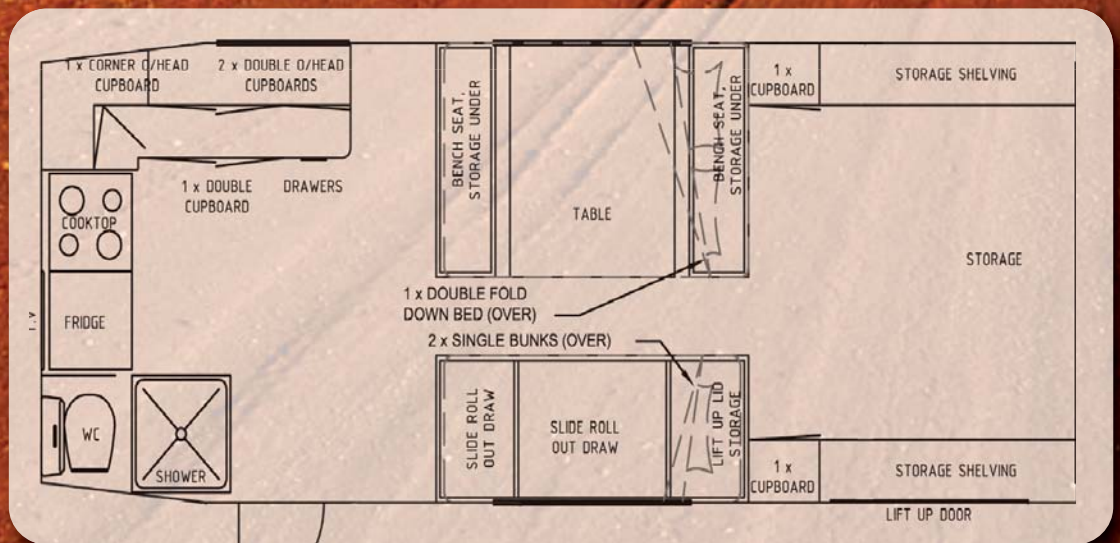 1 x CORNER O/HEAD
CUPBOARD
2 x DOUBLE O/HEAD
CUPBOARDS
1 x DOUBLE
CUPBOARD
DRAWERS
COOKTOP
FRIDGE
T.V
WC
SHOWER
BENCH SEAT,
STORAGE UNDER
TABLE
BENCH SEAT,
STORAGE UNDER
1 x
CUPBOARD
STORAGE SHELVING
STORAGE
1 x DOUBLE FOLD
DOWN BED (OVER)
2 x SINGLE BUNKS (OVER)
SLIDE ROLL
OUT DRAW
SLIDE ROLL
OUT DRAW
LIFT UP LID
STORAGE
1 x
CUPBOARD
STORAGE SHELVING
LIFT UP DOOR